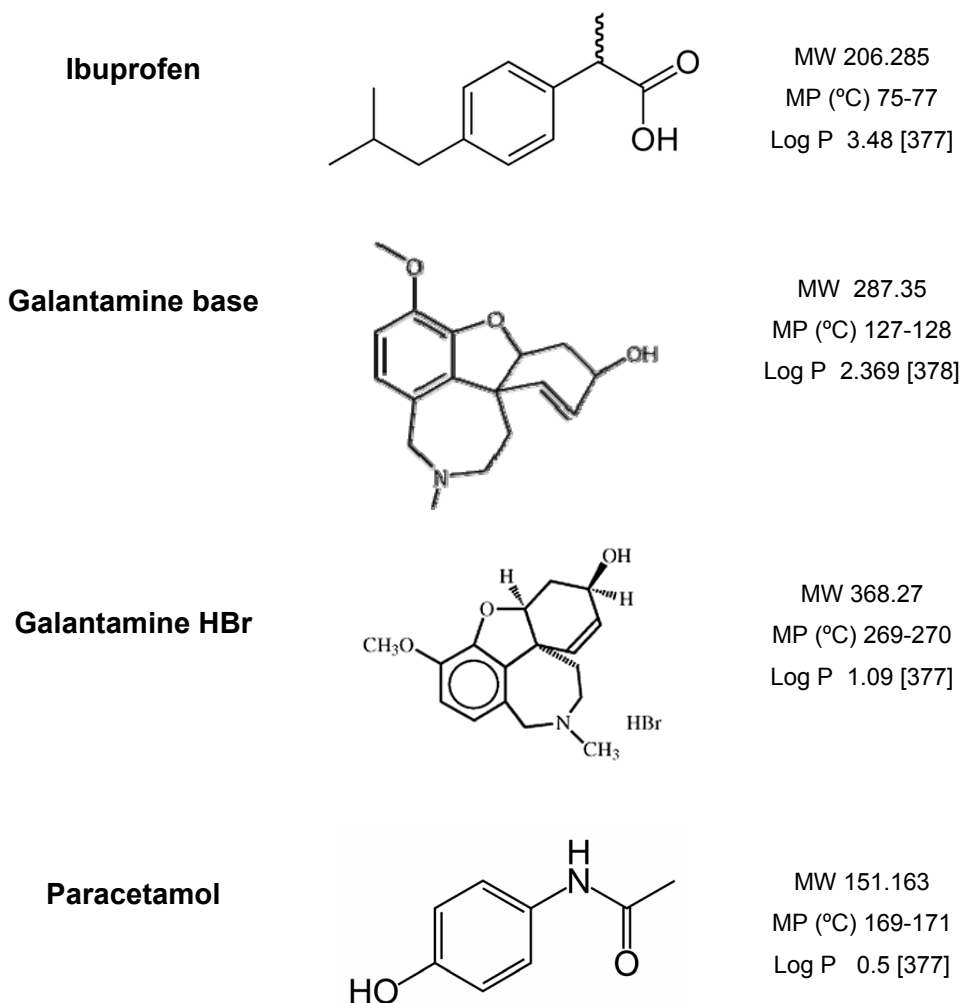 Ibuprofen
O
OH
MW 206.285
MP (ºC) 75-77
Log P 3.48 [377]
Galantamine base
O
O
OH
N
MW 287.35
MP (ºC) 127-128
Log P 2.369 [378]
Galantamine HBr
OH
H
H
O
CH3O
N
HBr
CH3
MW 368.27
MP (ºC) 269-270
Log P 1.09 [377]
Paracetamol
H
N
O
HO
MW 151.163
MP (ºC) 169-171
Log P 0.5 [377]